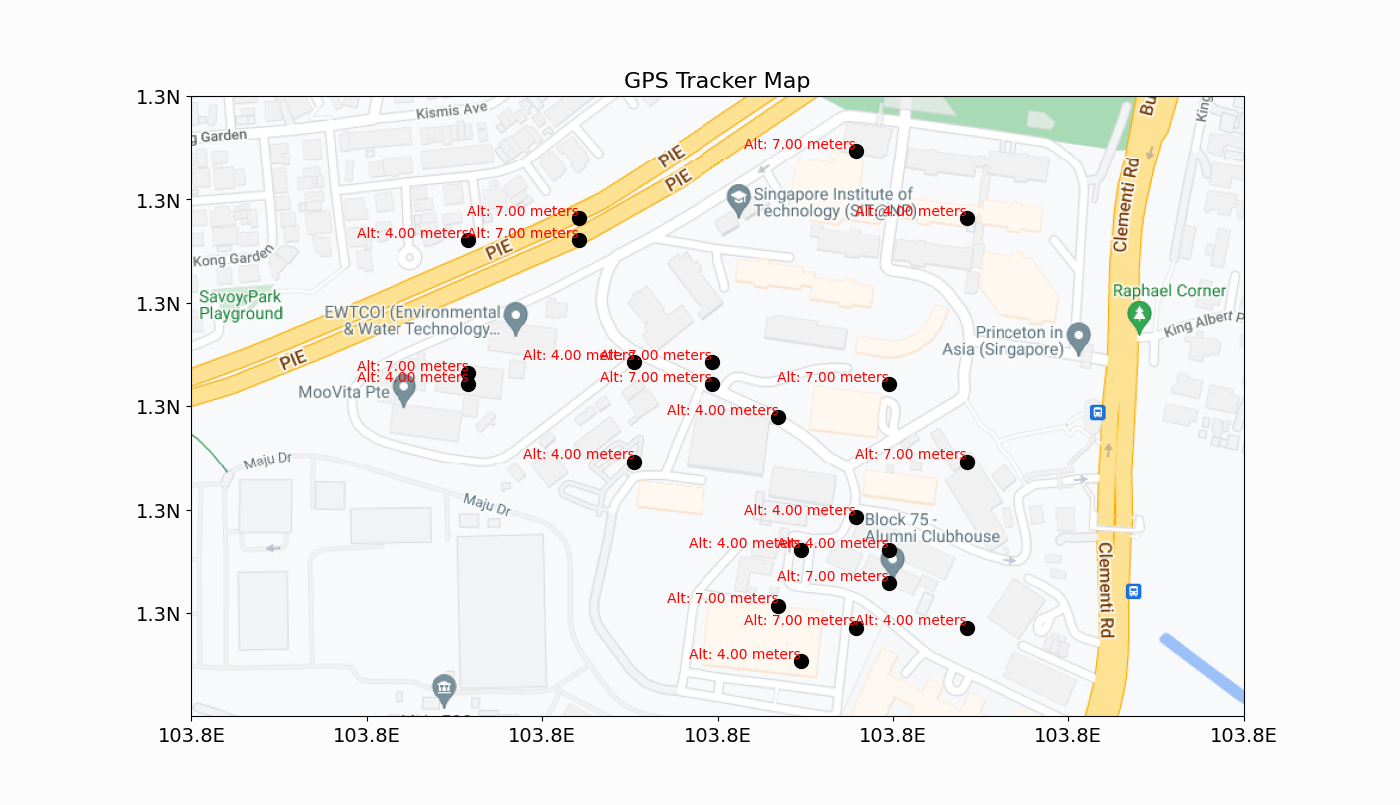 GPS Tracker Map
1.3N
1.3N
1.3N
1.3N
1.3N
1.3N
103.8E
103.8E
103.8E
103.8E
103.8E
103.8E
103.8E
Kismis Ave
g Garden
Kong Garden
Savoy Park
Playground
PIE
PIE
PIE
PIE
Bu
King
Clementi Rd
Clementi Rd
Singapore Institute of
Technology (SIT@NP)
EWTCOI (Environmental
& Water Technology...
MooVita Pte
Raphael Corner
King Albert P
Princeton in
Asia (Singapore)
Maju Dr
Maju Dr
Block 75 -
Alumni Clubhouse
Alt: 7.00 meters
Alt: 7.00 meters
Alt: 4.00 meters
Alt: 4.00 meters
Alt: 7.00 meters
Alt: 4.00 meters
Alt: 7.00 meters
Alt: 7.00 meters
Alt: 4.00 meters
Alt: 7.00 meters
Alt: 7.00 meters
Alt: 4.00 meters
Alt: 4.00 meters
Alt: 7.00 meters
Alt: 4.00 meters
Alt: 4.00 meters
Alt: 4.00 meters
Alt: 7.00 meters
Alt: 7.00 meters
Alt: 7.00 meters
Alt: 4.00 meters
Alt: 4.00 meters